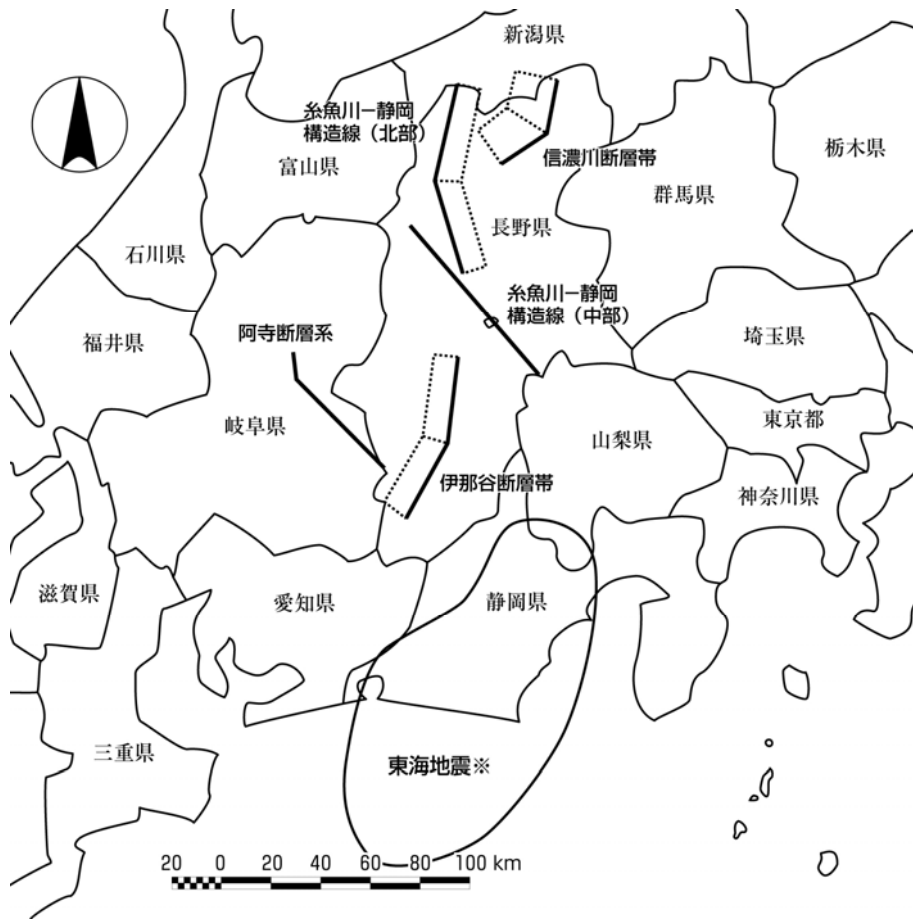 新潟県
糸魚川－静岡
構造線（北部）
信濃川断層帯
栃木県
富山県
群馬県
長野県
石川県
糸魚川－静岡
構造線（中部）
福井県
阿寺断層系
埼玉県
岐阜県
東京都
山梨県
伊那谷断層帯
神奈川県
滋賀県
愛知県
静岡県
三重県
東海地震※
20 0 20 40 60 80 100 km